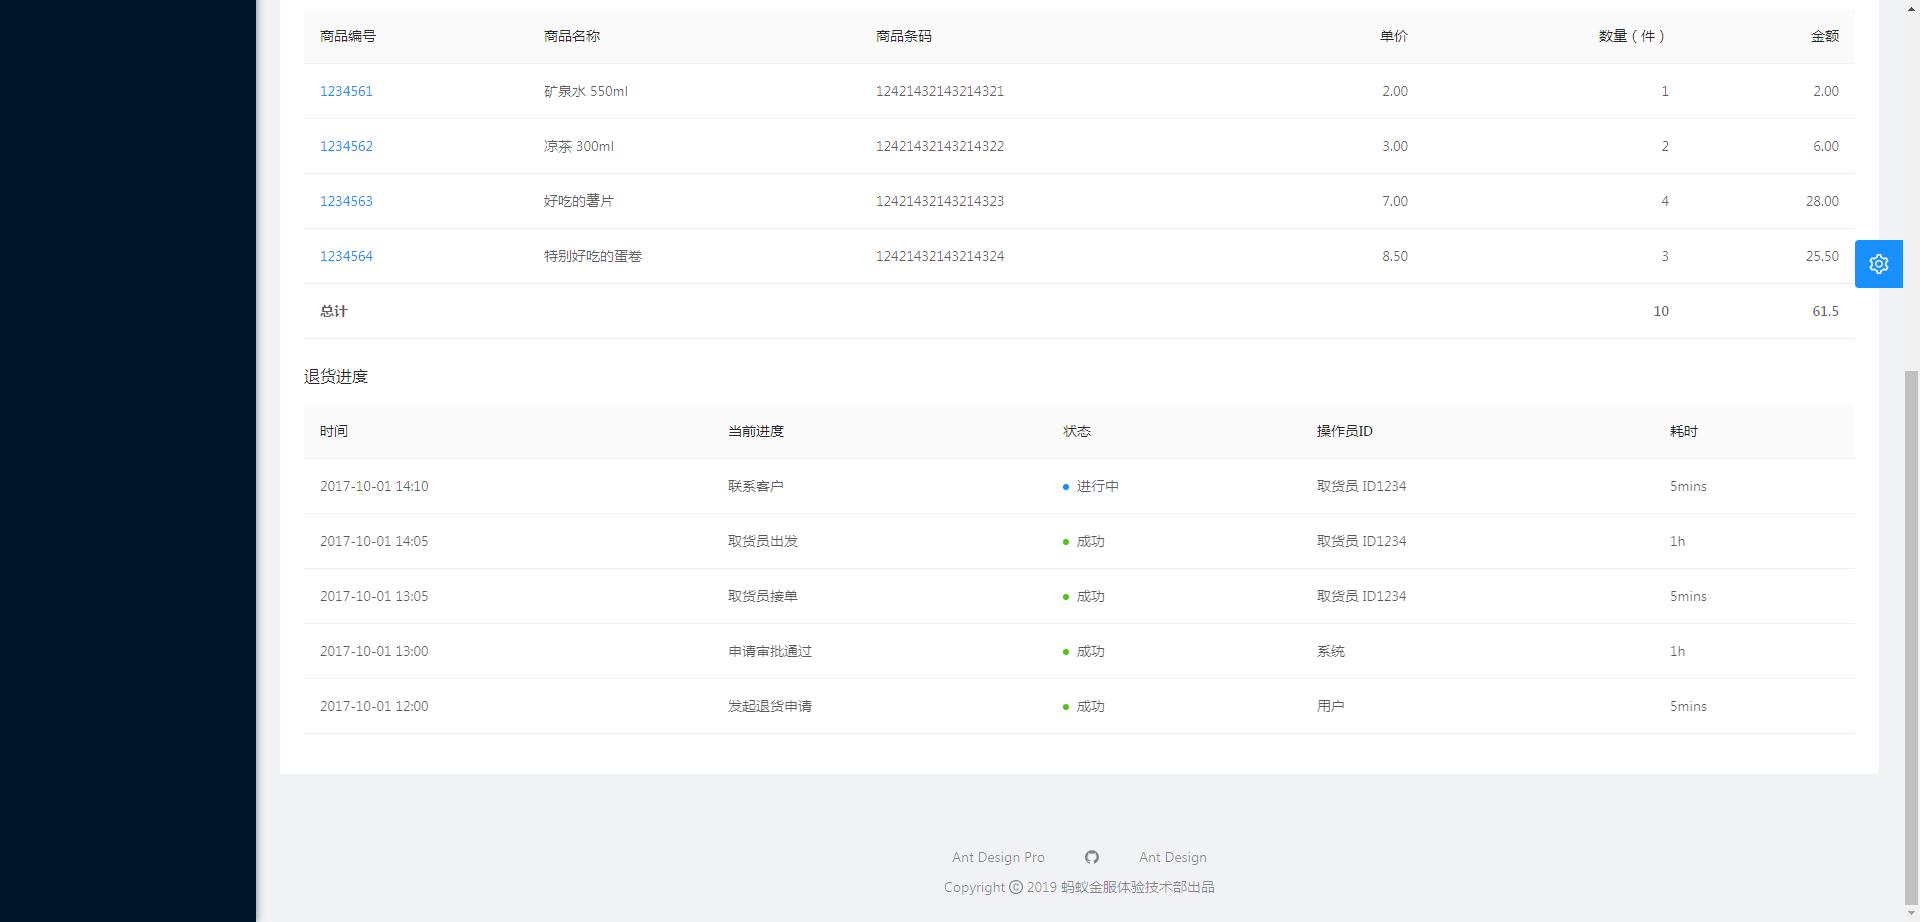 商品编号 商品名称 商品条码 单价 数量（件） 金额
1234561 矿泉水 550ml 12421432143214321 2.00 1 2.00
1234562 凉茶 300ml 12421432143214322 3.00 2 6.00
1234563 好吃的薯片 12421432143214323 7.00 4 28.00
1234564 特别好吃的蛋卷 12421432143214324 8.50 3 25.50
总计 10 61.5
退货进度
时间 当前进度 状态 操作员ID 耗时
2017-10-01 14:10 联系客户 进行中 取货员 ID1234 5mins
2017-10-01 14:05 取货员出发 成功 取货员 ID1234 1h
2017-10-01 13:05 取货员接单 成功 取货员 ID1234 5mins
2017-10-01 13:00 申请审批通过 成功 系统 1h
2017-10-01 12:00 发起退货申请 成功 用户 5mins
Ant Design Pro Ant Design
Copyright © 2019 蚂蚁金服体验技术部出品